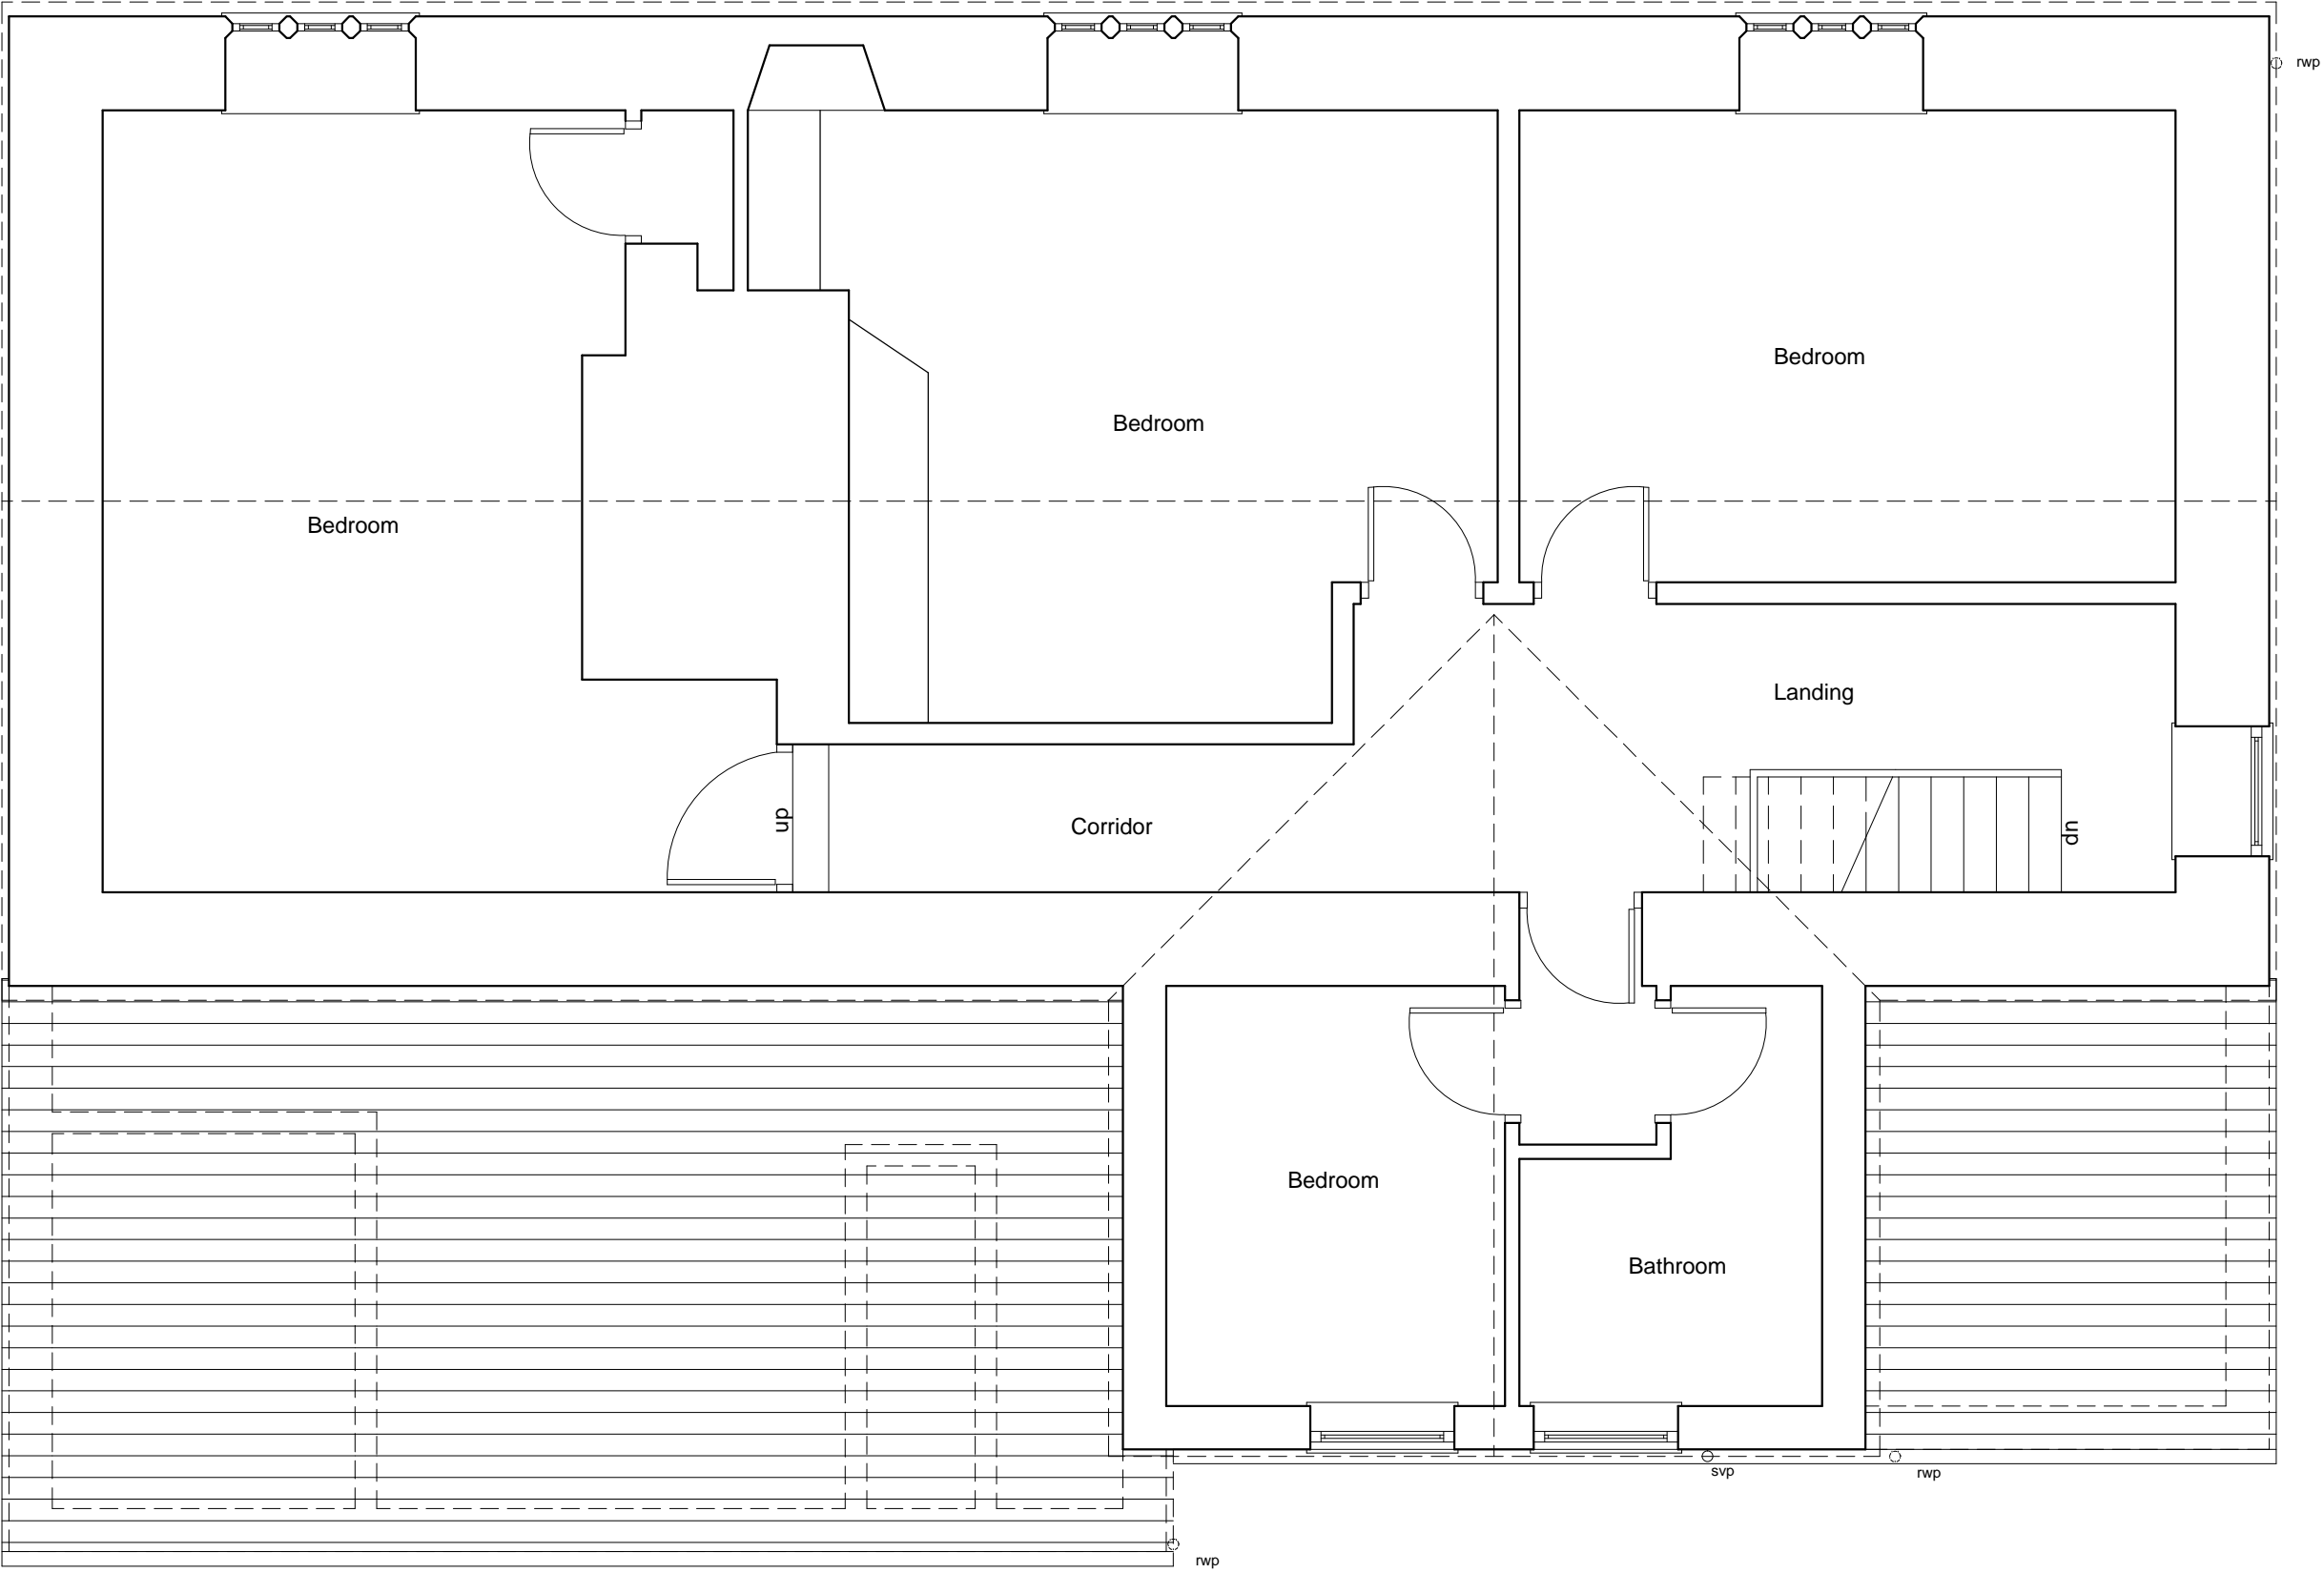 rwp
Bedroom
Bedroom
Bedroom
Landing
up
Corridor
dn
Bedroom
Bathroom
svp
rwp
rwp